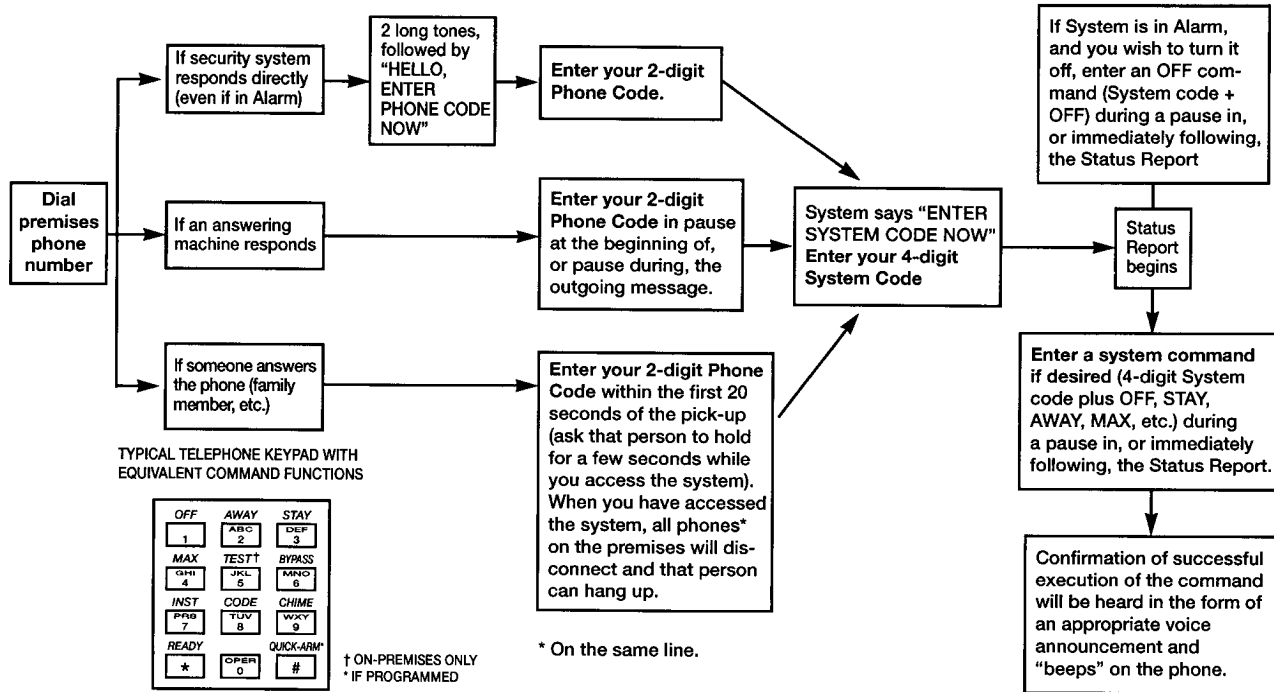 Dial
premises
phone
number
If security system
responds directly
(even if in Alarm)
2 long tones,
followed by
“HELLO,
ENTER
PHONE CODE
NOW”
Enter your 2-digit
Phone Code.
If an answering
machine responds
Enter your 2-digit
Phone Code in pause
at the beginning of,
or pause during, the
outgoing message.
If someone answers
the phone (family
member, etc.)
Enter your 2-digit Phone
Code within the first 20
seconds of the pick-up
(ask that person to hold
for a few seconds while
you access the system).
When you have accessed
the system, all phones*
on the premises will dis-
connect and that person
can hang up.
* On the same line.
System says “ENTER
SYSTEM CODE NOW”
Enter your 4-digit
System Code
If System is in Alarm,
and you wish to turn it
off, enter an OFF com-
mand (System code +
OFF) during a pause in,
or immediately following,
the Status Report
Status
Report
begins
Enter a system command
if desired (4-digit System
code plus OFF, STAY,
AWAY, MAX, etc.) during
a pause in, or immediately
following, the Status Report.
Confirmation of successful
execution of the command
will be heard in the form of
an appropriate voice
announcement and
“beeps” on the phone.
TYPICAL TELEPHONE KEYPAD WITH
EQUIVALENT COMMAND FUNCTIONS
OFF AWAY STAY
ABC DEF
1 2 3
MAX TEST† BYPASS
GHI JKL MNO
4 5 6
INST CODE CHIME
PRS TUV WXY
7 8 9
READY QUICK-ARM*
OPER
* 0 #
† ON-PREMISES ONLY
* IF PROGRAMMED